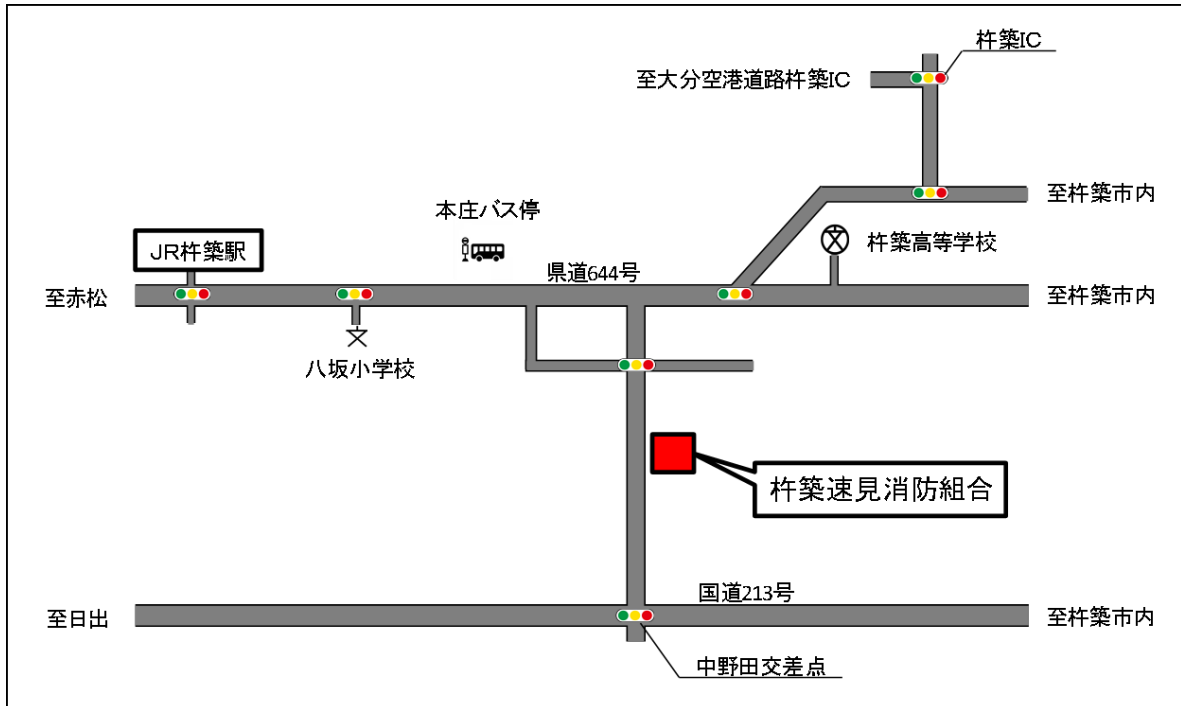 杵築IC
至大分空港道路杵築IC
至杵築市内
本庄バス停
杵築高等学校
JR杵築駅
県道644号
至赤松
至杵築市内
八坂小学校
杵築速見消防組合
国道213号
至日出
至杵築市内
中野田交差点